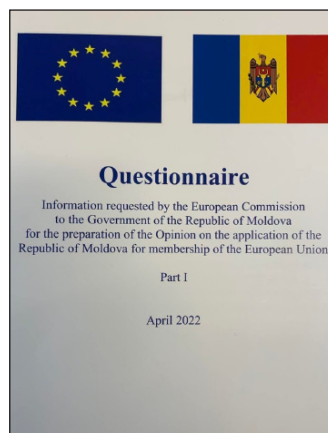 Questionnaire
Information requested by the European Commission
to the Government of the Republic of Moldova
for the preparation of the Opinion on the application of the
Republic of Moldova for membership of the European Union
Part I
April 2022